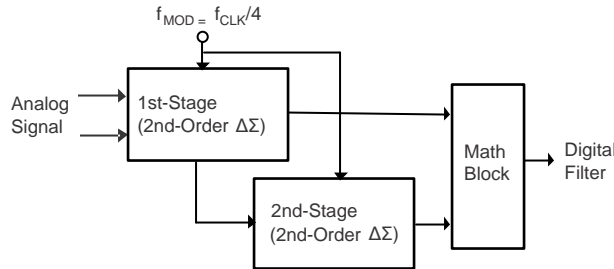 fMOD = fCLK/4
Analog
Signal
1st-Stage
(2nd-Order ΔΣ)
2nd-Stage
(2nd-Order ΔΣ)
Math
Block
Digital
Filter